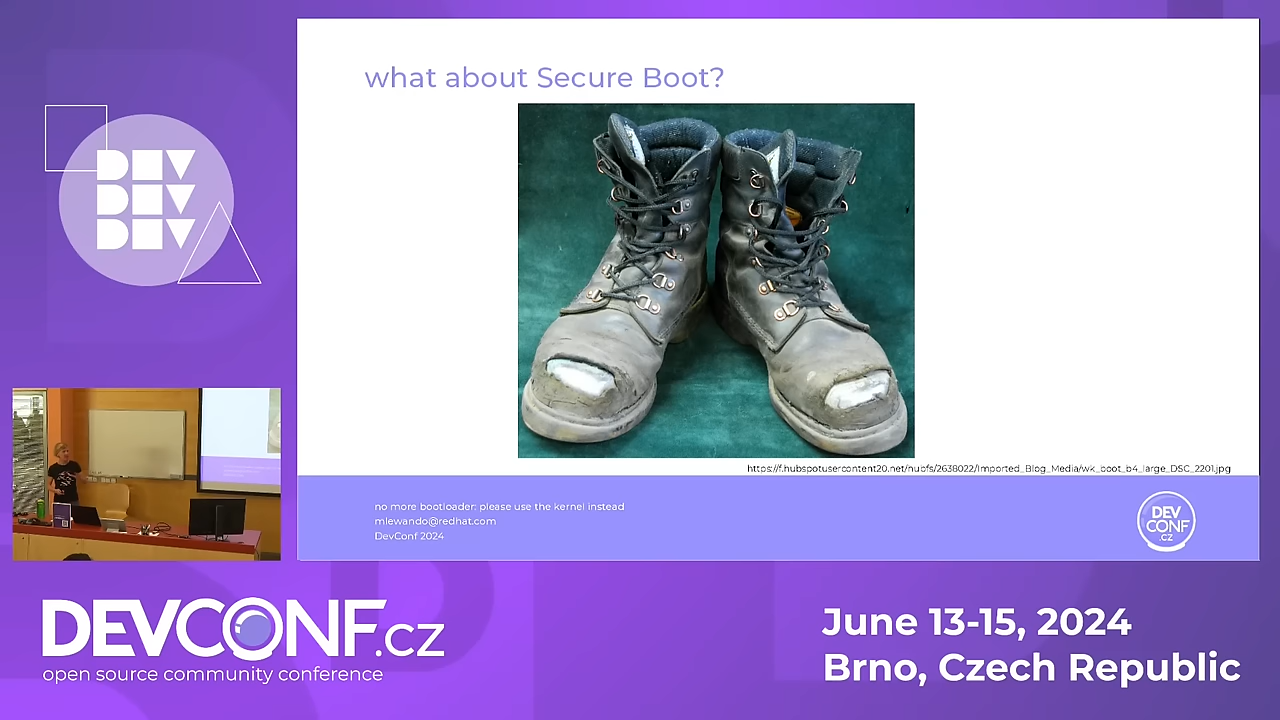 what about Secure Boot?
DEV
DEV
DEV
https://f.hubspotusercontent20.net/hubfs/2638022/Imported_Blog_Media/wk_boot_b4_large_DSC_2201.jpg
no more bootloader: please use the kernel instead
mlewando@redhat.com
DevConf 2024
DEV
CONF
.CZ
DEVCONF.cz
open source community conference
June 13-15, 2024
Brno, Czech Republic